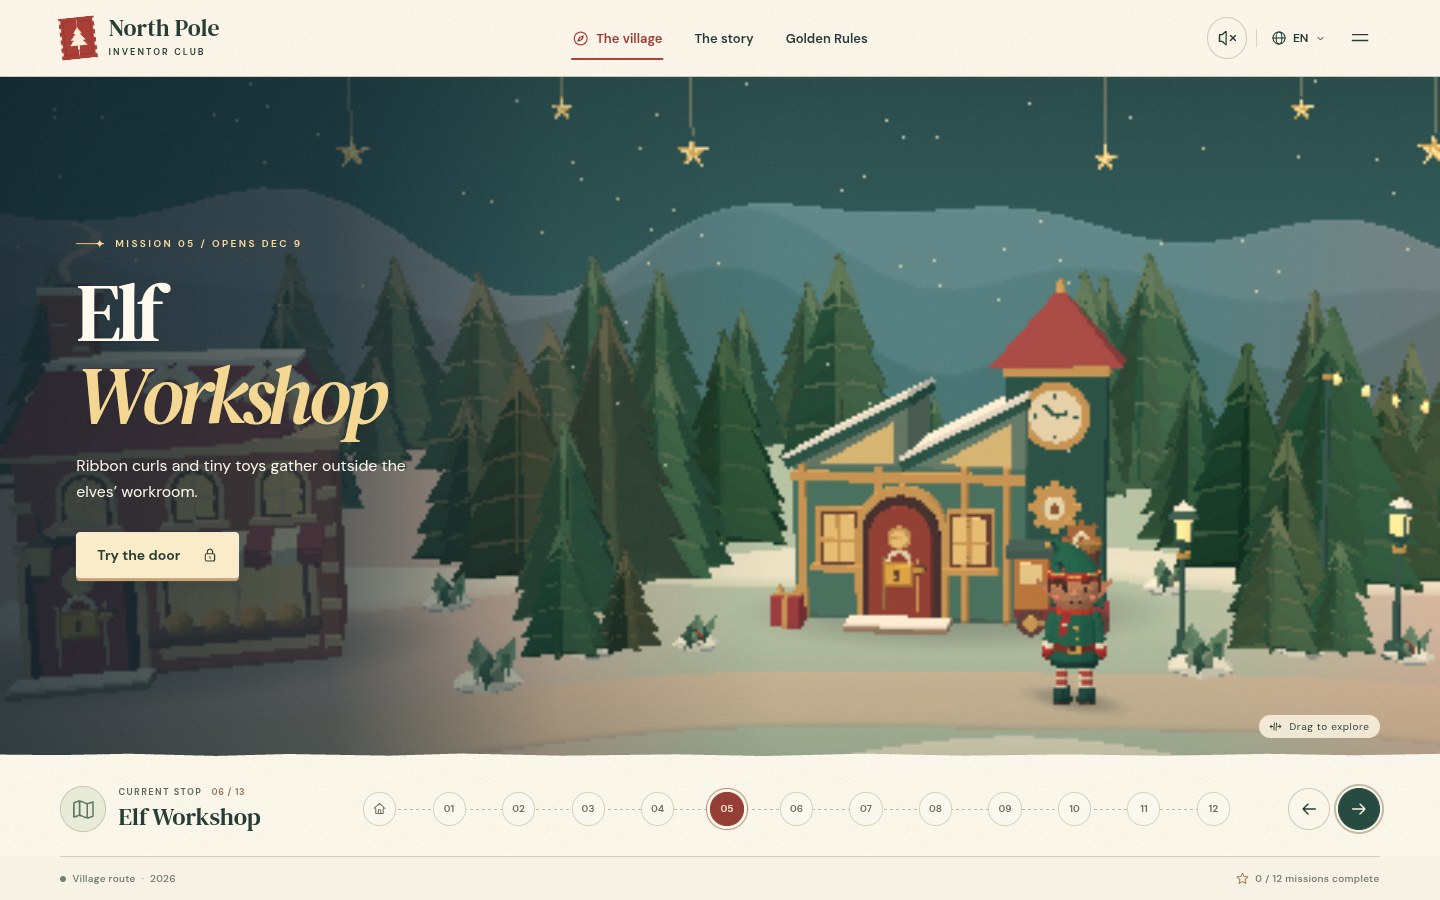 North Pole
INVENTOR CLUB
The village
The story
Golden Rules
EN
MISSION 05 / OPENS DEC 9
Elf
Workshop
Ribbon curls and tiny toys gather outside the
elves’ workroom.
Try the door
Drag to explore
CURRENT STOP 06 / 13
Elf Workshop
01
02
03
04
05
06
07
08
09
10
11
12
Village route · 2026
0 / 12 missions complete